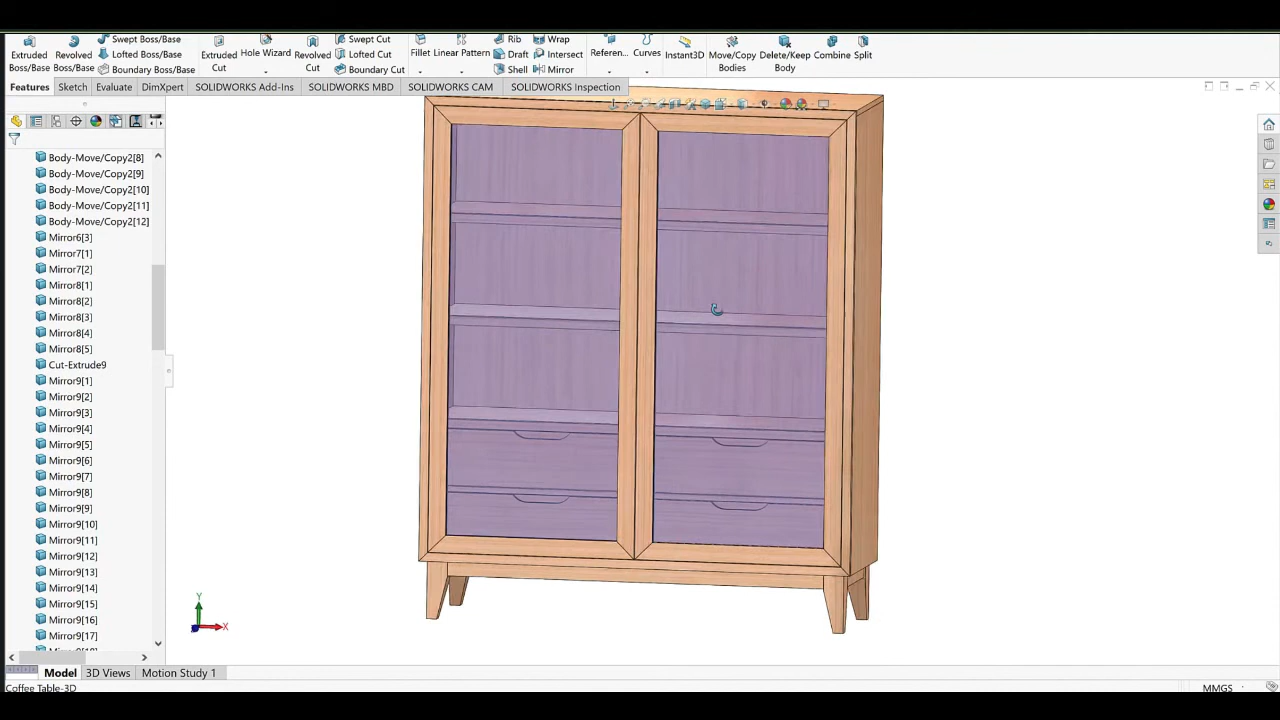 Extruded Boss/Base
Revolved Boss/Base
Swept Boss/Base
Lofted Boss/Base
Boundary Boss/Base
Extruded Cut
Hole Wizard
Revolved Cut
Swept Cut
Lofted Cut
Boundary Cut
Fillet
Linear Pattern
Rib
Draft
Shell
Wrap
Intersect
Mirror
Referen...
Curves
Instant3D
Move/Copy Bodies
Delete/Keep Body
Combine
Split
Features
Sketch
Evaluate
DimXpert
SOLIDWORKS Add-Ins
SOLIDWORKS MBD
SOLIDWORKS CAM
SOLIDWORKS Inspection
Body-Move/Copy2[8]
Body-Move/Copy2[9]
Body-Move/Copy2[10]
Body-Move/Copy2[11]
Body-Move/Copy2[12]
Mirror6[3]
Mirror7[1]
Mirror7[2]
Mirror8[1]
Mirror8[2]
Mirror8[3]
Mirror8[4]
Mirror8[5]
Cut-Extrude9
Mirror9[1]
Mirror9[2]
Mirror9[3]
Mirror9[4]
Mirror9[5]
Mirror9[6]
Mirror9[7]
Mirror9[8]
Mirror9[9]
Mirror9[10]
Mirror9[11]
Mirror9[12]
Mirror9[13]
Mirror9[14]
Mirror9[15]
Mirror9[16]
Mirror9[17]
Y
X
Model
3D Views
Motion Study 1
Coffee Table-3D
MMGS